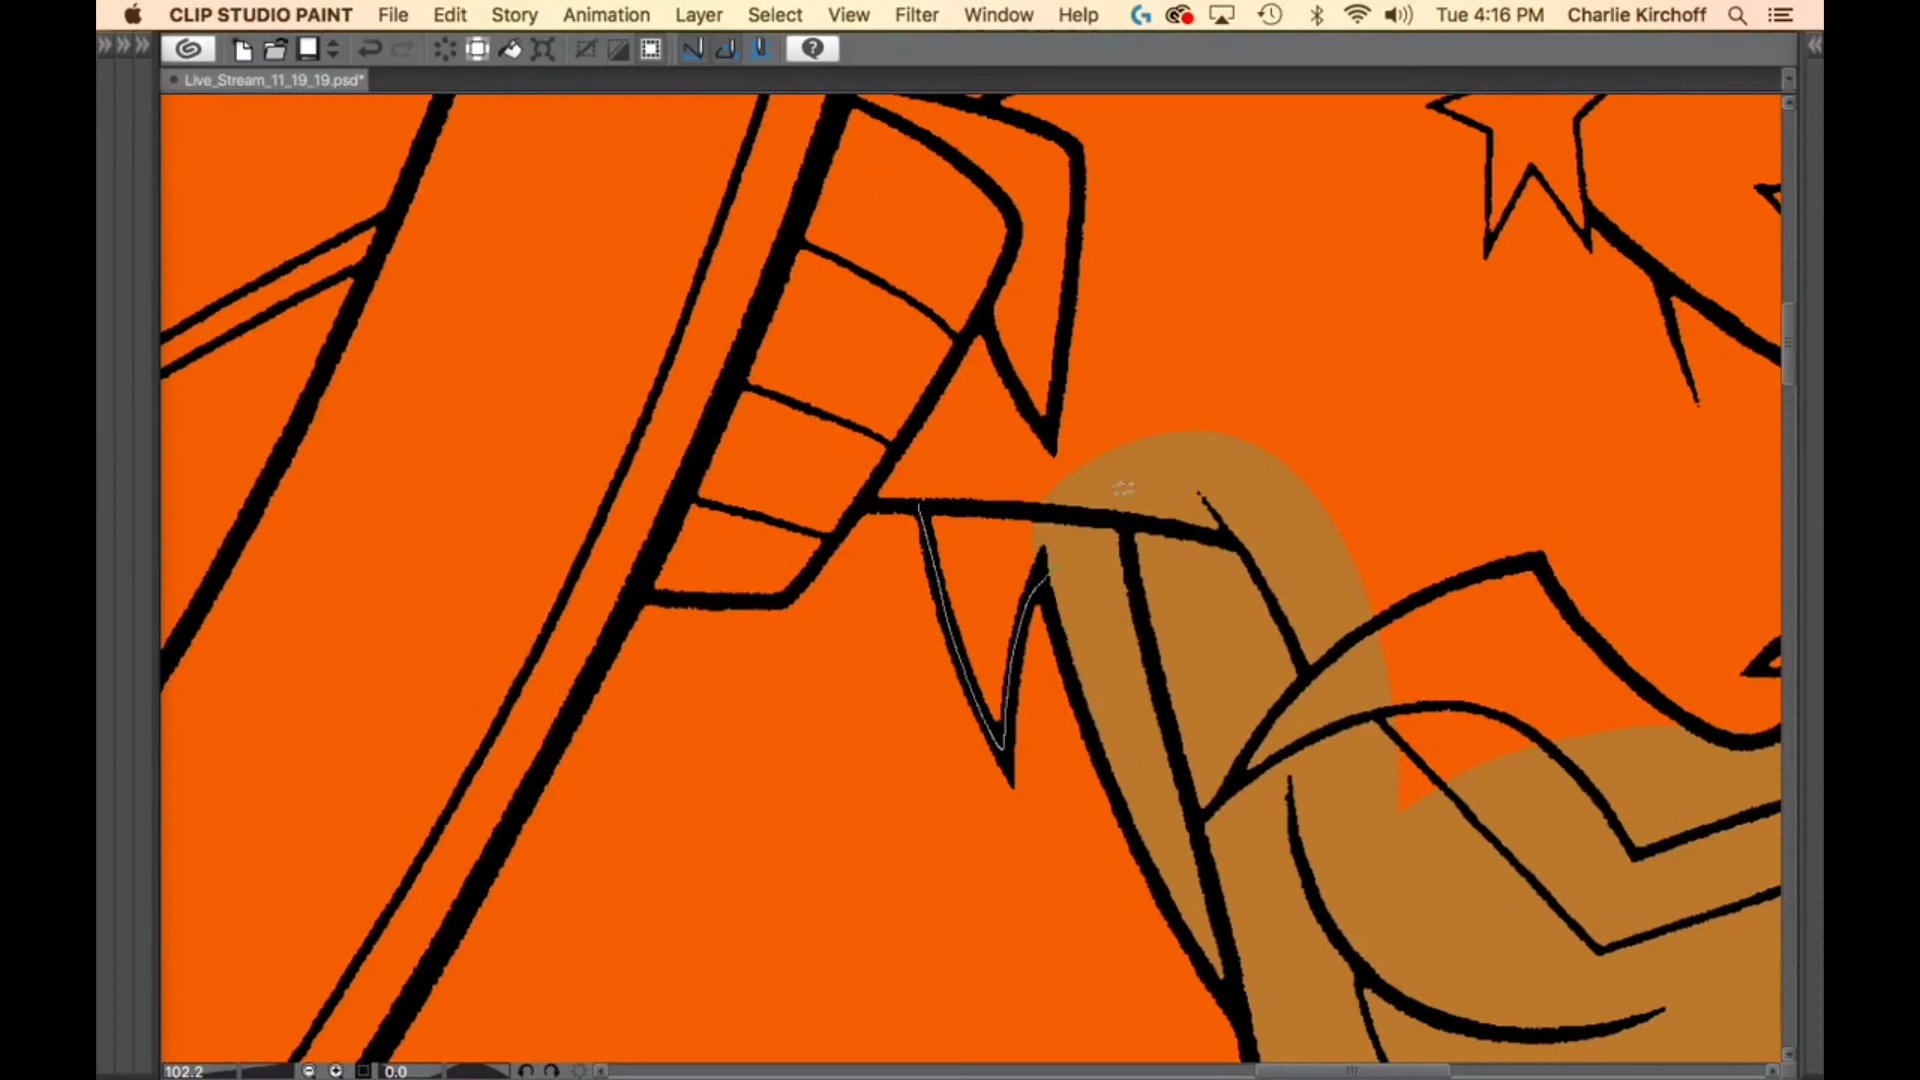 CLIP STUDIO PAINT File Edit Story Animation Layer Select View Filter Window Help Tue 4:16 PM Charlie Kirchoff
Live_Stream_11_19_19.psd*
102.2 0.0